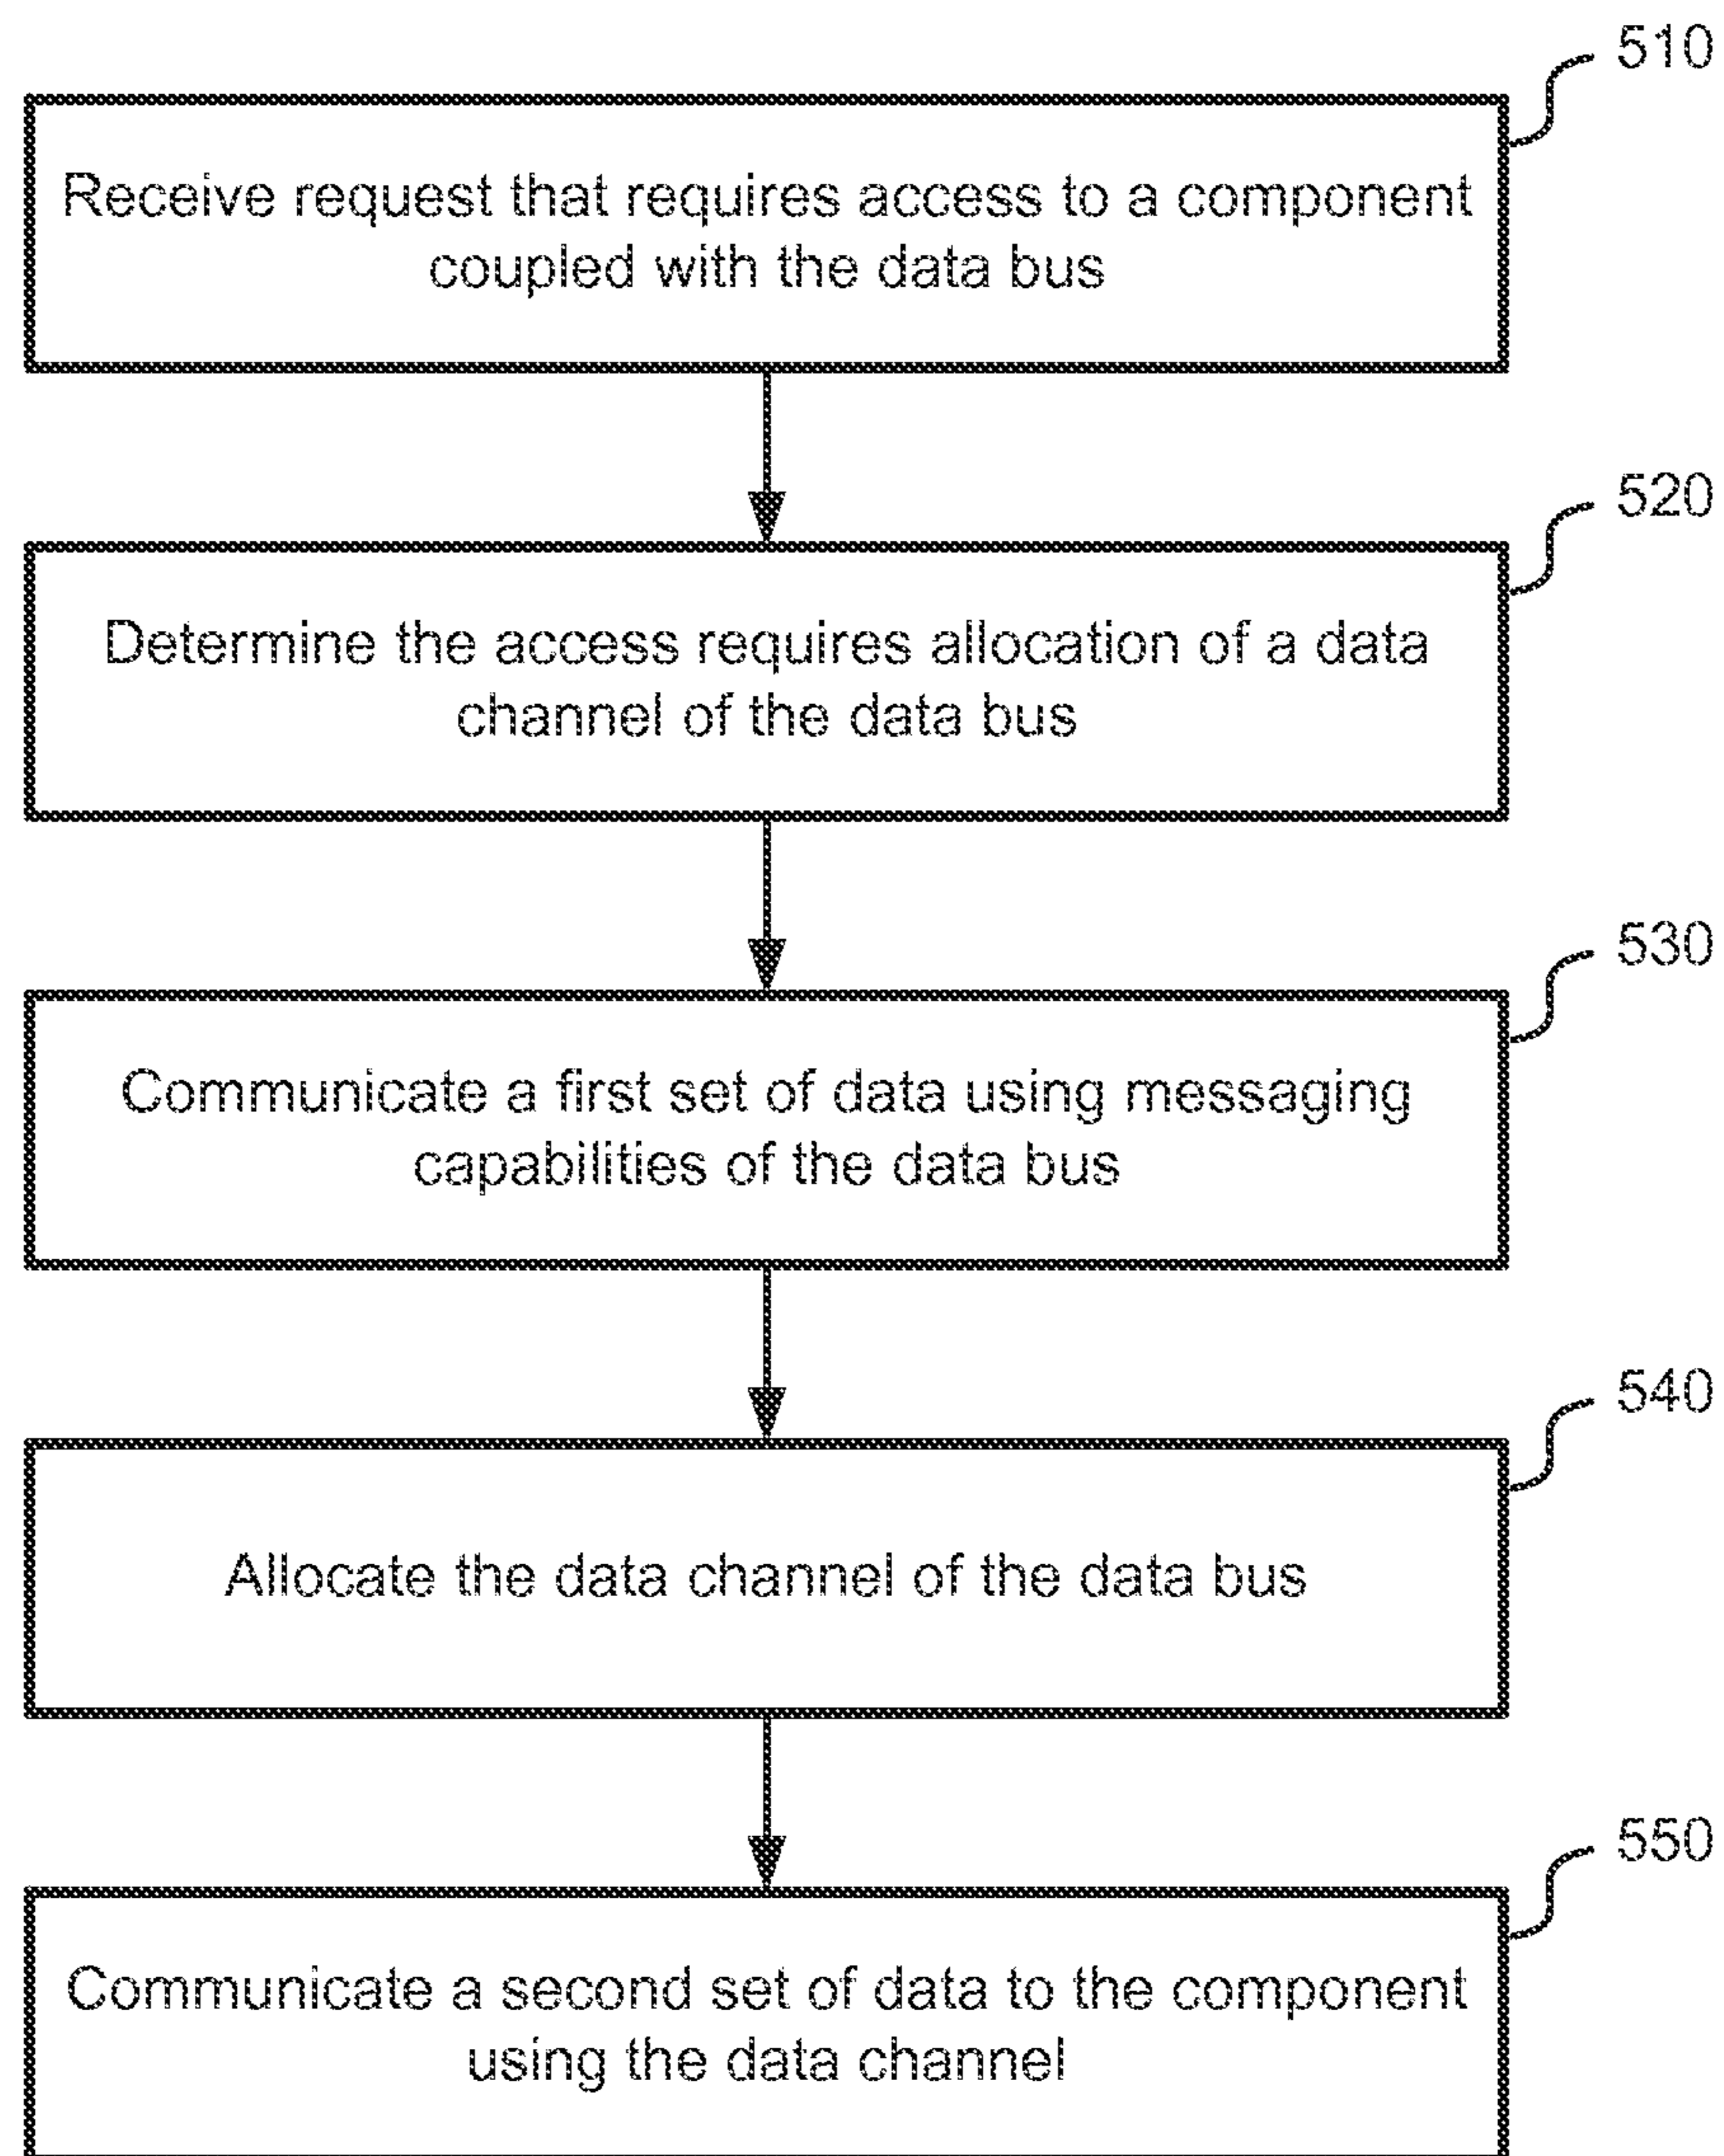 510
Receive request that requires access to a component
coupled with the data bus
520
Determine the access requires allocation of a data
channel of the data bus
530
Communicate a first set of data using messaging
capabilities of the data bus
540
Allocate the data channel of the data bus
550
Communicate a second set of data to the component
using the data channel